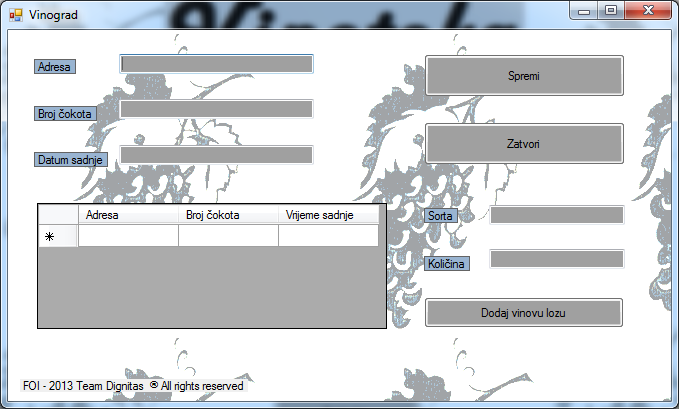 Vinograd
Adresa
Broj čokota
Datum sadnje
Spremi
Zatvori
Adresa Broj čokota Vrijeme sadnje
Sorta
Količina
Dodaj vinovu lozu
FOI - 2013 Team Dignitas ® All rights reserved